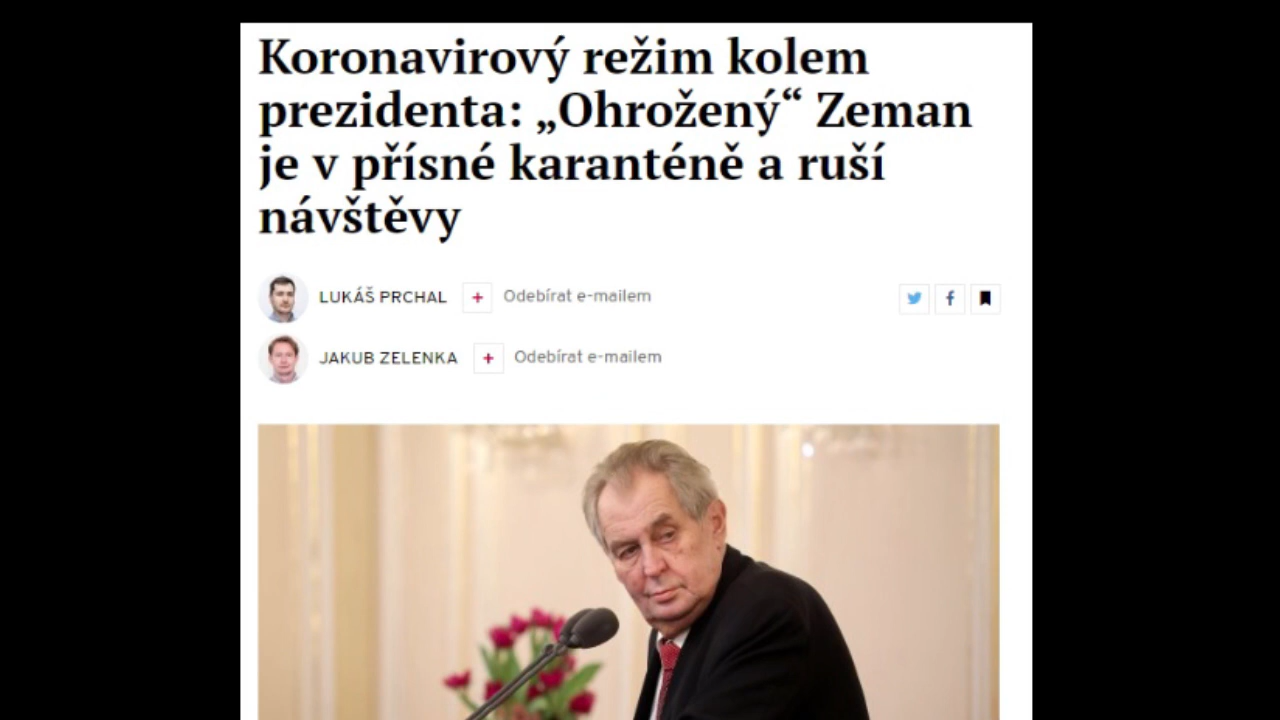 Koronavirový režim kolem
prezidenta: „Ohrožený“ Zeman
je v přísné karanténě a ruší
návštěvy
LUKÁŠ PRCHAL + Odebírat e-mailem
JAKUB ZELENKA + Odebírat e-mailem